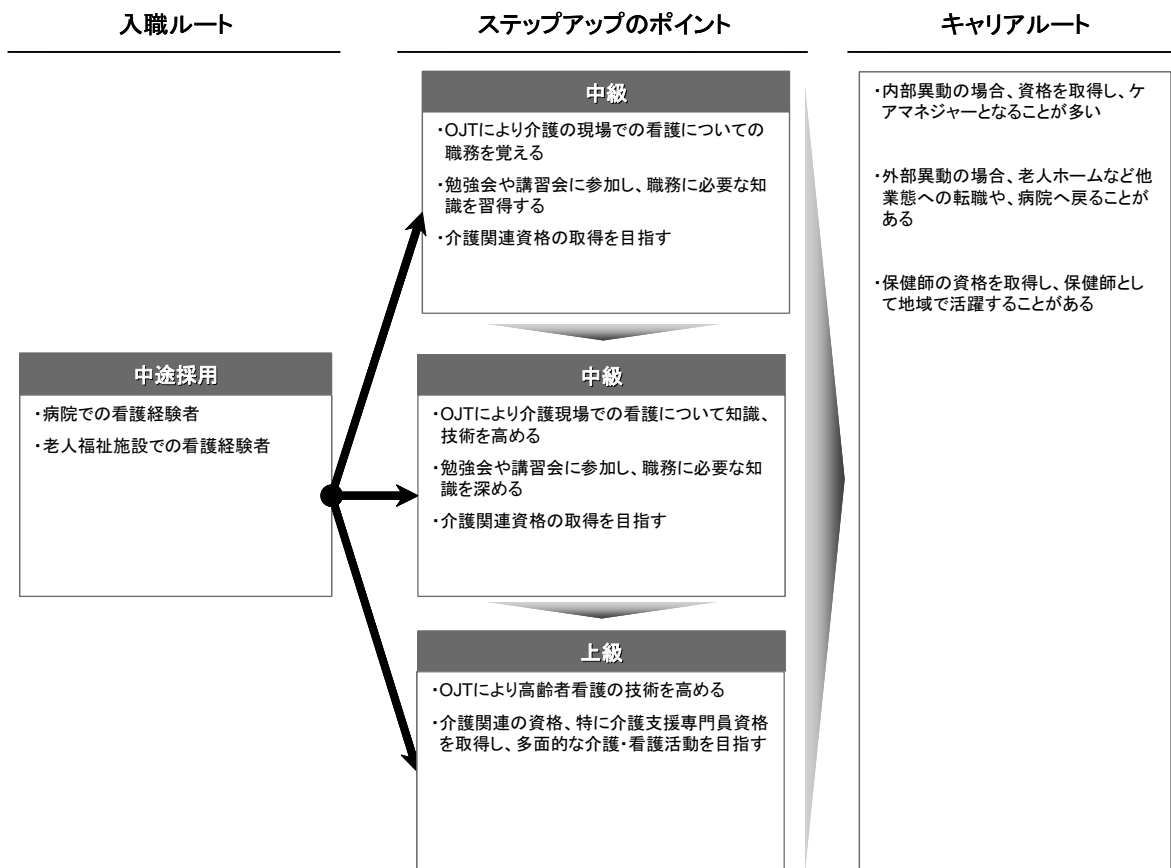 入職ルート
ステップアップのポイント
キャリアルート
中途採用
・病院での看護経験者
・老人福祉施設での看護経験者
中級
・OJTにより介護の現場での看護についての
職務を覚える
・勉強会や講習会に参加し、職務に必要な知
識を習得する
・介護関連資格の取得を目指す
中級
・OJTにより介護現場での看護について知識、
技術を高める
・勉強会や講習会に参加し、職務に必要な知
識を深める
・介護関連資格の取得を目指す
上級
・OJTにより高齢者看護の技術を高める
・介護関連の資格、特に介護支援専門員資格
を取得し、多面的な介護・看護活動を目指す
・内部異動の場合、資格を取得し、ケ
アマネジャーとなることが多い
・外部異動の場合、老人ホームなど他
業態への転職や、病院へ戻ることが
ある
・保健師の資格を取得し、保健師とし
て地域で活躍することがある